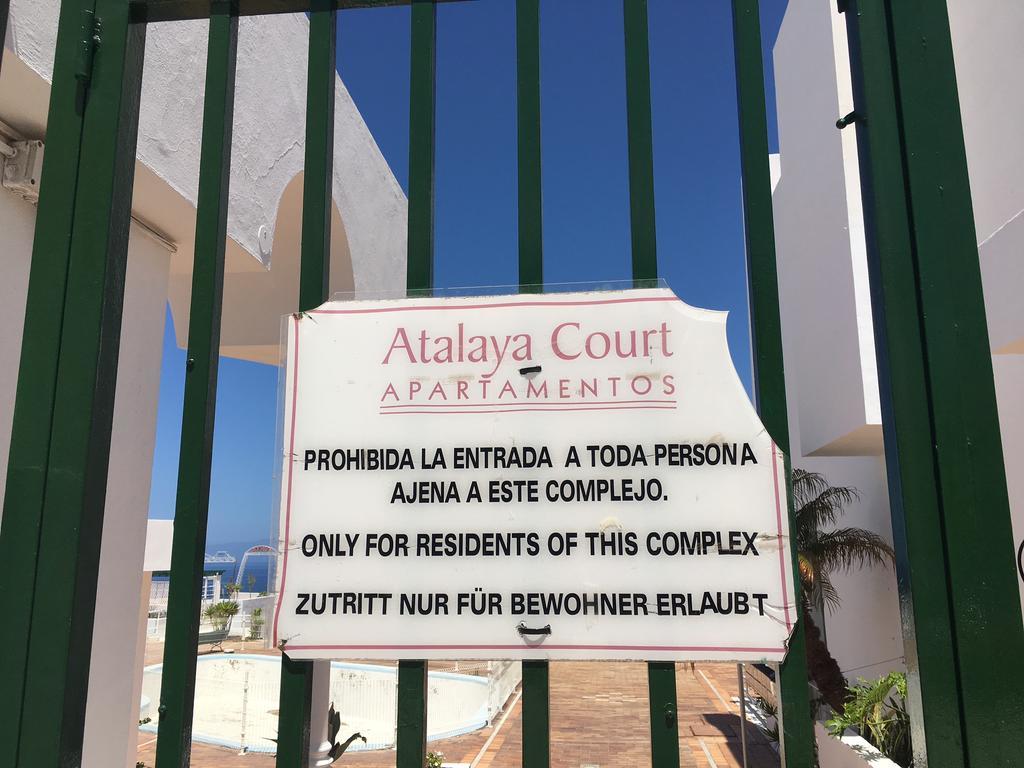 Atalaya Court
APARTAMENTOS
PROHIBIDA LA ENTRADA A TODA PERSONA
AJENA A ESTE COMPLEJO.
ONLY FOR RESIDENTS OF THIS COMPLEX
ZUTRITT NUR FÜR BEWOHNER ERLAUBT